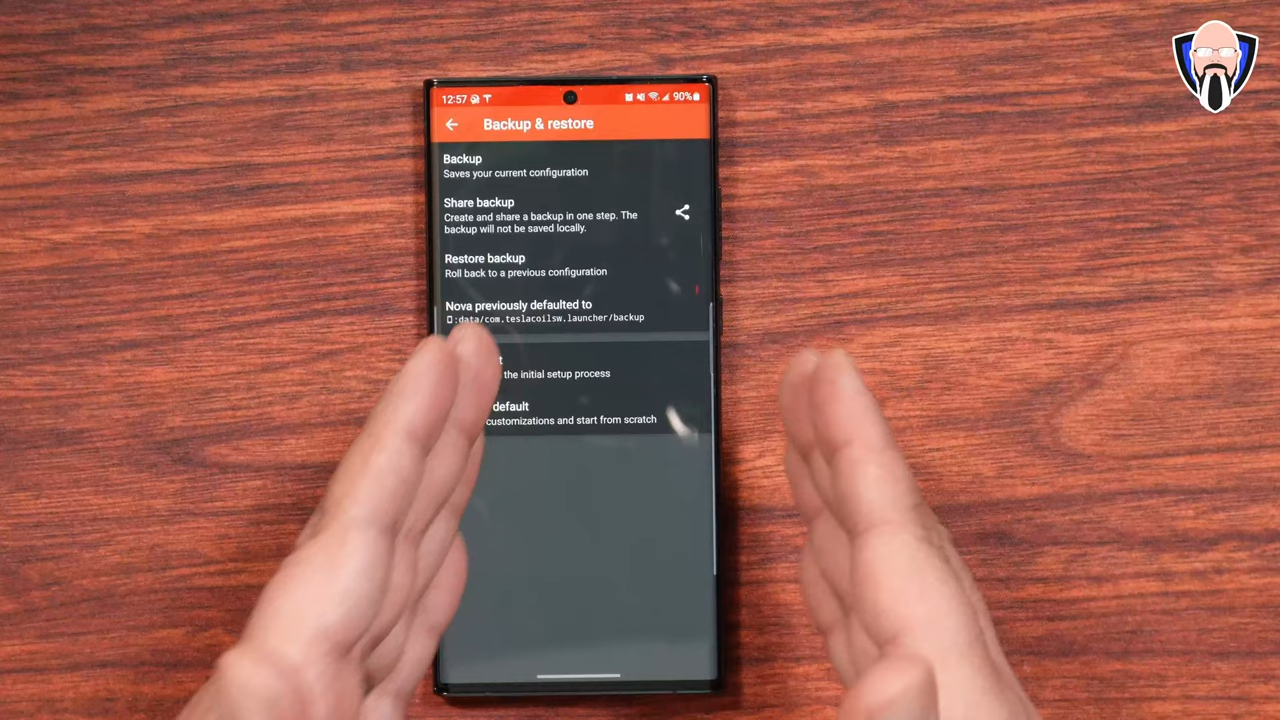 12:57
90%
Backup & restore
Backup
Saves your current configuration
Share backup
Create and share a backup in one step. The
backup will not be saved locally.
Restore backup
Roll back to a previous configuration
Nova previously defaulted to
:data/com.teslacoilsw.launcher/backup
the initial setup process
default
customizations and start from scratch